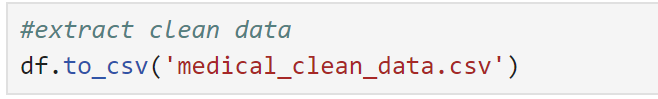 #extract clean data
df.to_csv('medical_clean_data.csv')